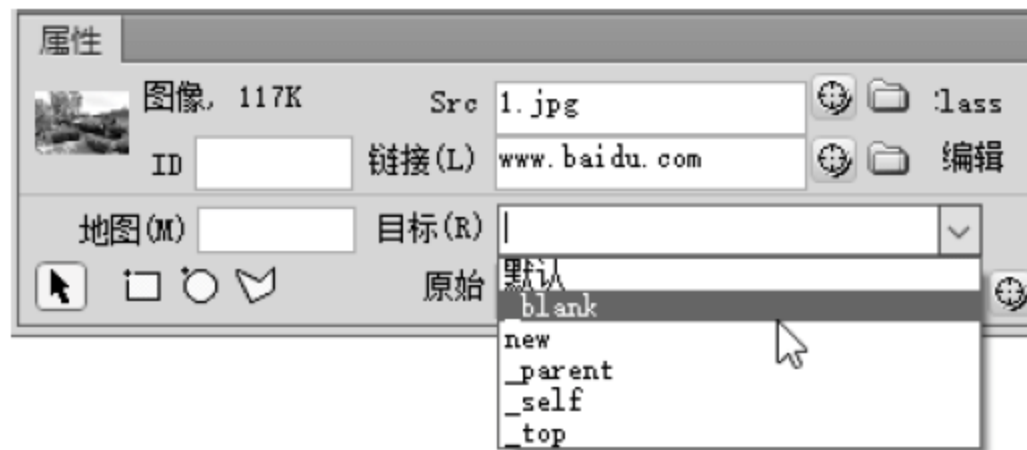 属性
图像, 117K Src 1.jpg lass
ID 链接(L) www.baidu.com 编辑
地图(M) 目标(R)
原始 默认
_blank
new
_parent
_self
_top